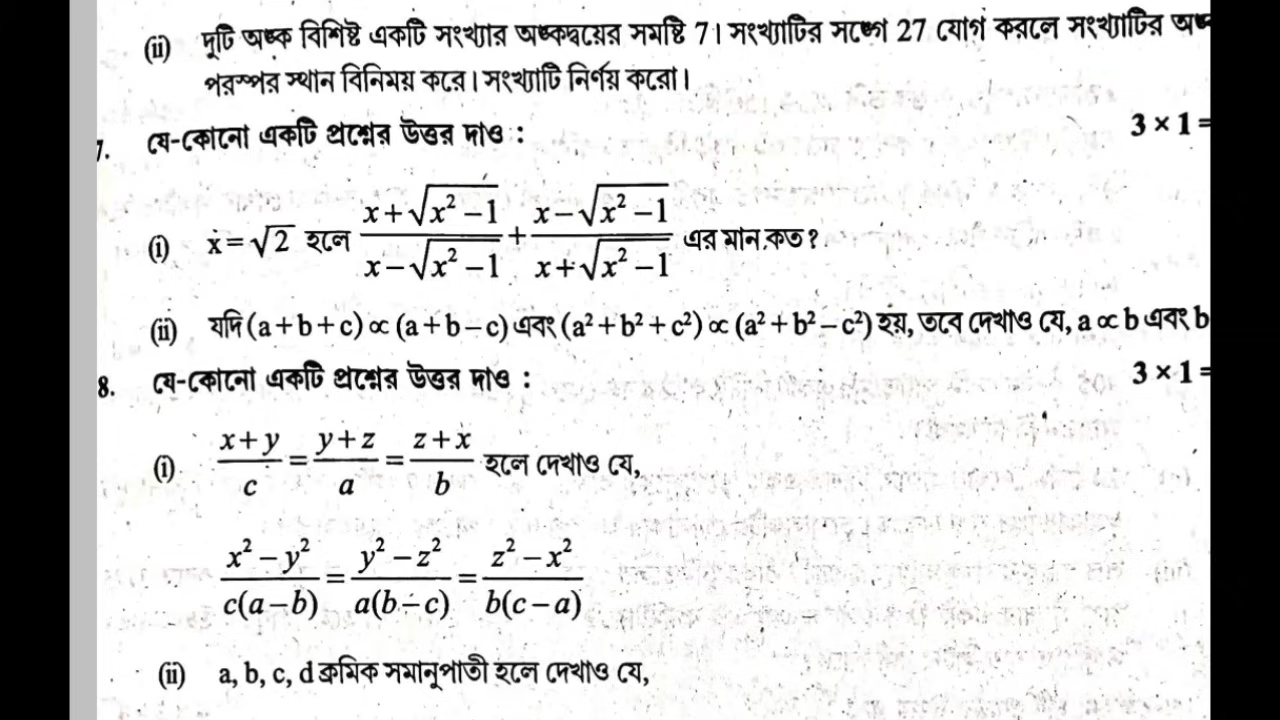 (ii) দুটি অঙ্ক বিশিষ্ট একটি সংখ্যার অঙ্কদ্বয়ের সমষ্টি 7। সংখ্যাটির সঙ্গে 27 যোগ করলে সংখ্যাটির
পরস্পর স্থান বিনিময় করে। সংখ্যাটি নির্ণয় করো।
7. যে-কোনো একটি প্রশ্নের উত্তর দাও : 3 × 1 =
(i) x = √2 হলে (x + √(x² – 1))/(x – √(x² – 1)) + (x – √(x² – 1))/(x + √(x² – 1)) এর মান কত?
(ii) যদি (a + b + c) ∝ (a + b – c) এবং (a² + b² + c²) ∝ (a² + b² – c²) হয়, তবে দেখাও যে, a ∝ b এবং b
8. যে-কোনো একটি প্রশ্নের উত্তর দাও : 3 × 1 =
(i) (x + y)/c = (y + z)/a = (z + x)/b হলে দেখাও যে,
(x² – y²)/(c(a – b)) = (y² – z²)/(a(b – c)) = (z² – x²)/(b(c – a))
(ii) a, b, c, d ক্রমিক সমানুপাতী হলে দেখাও যে,